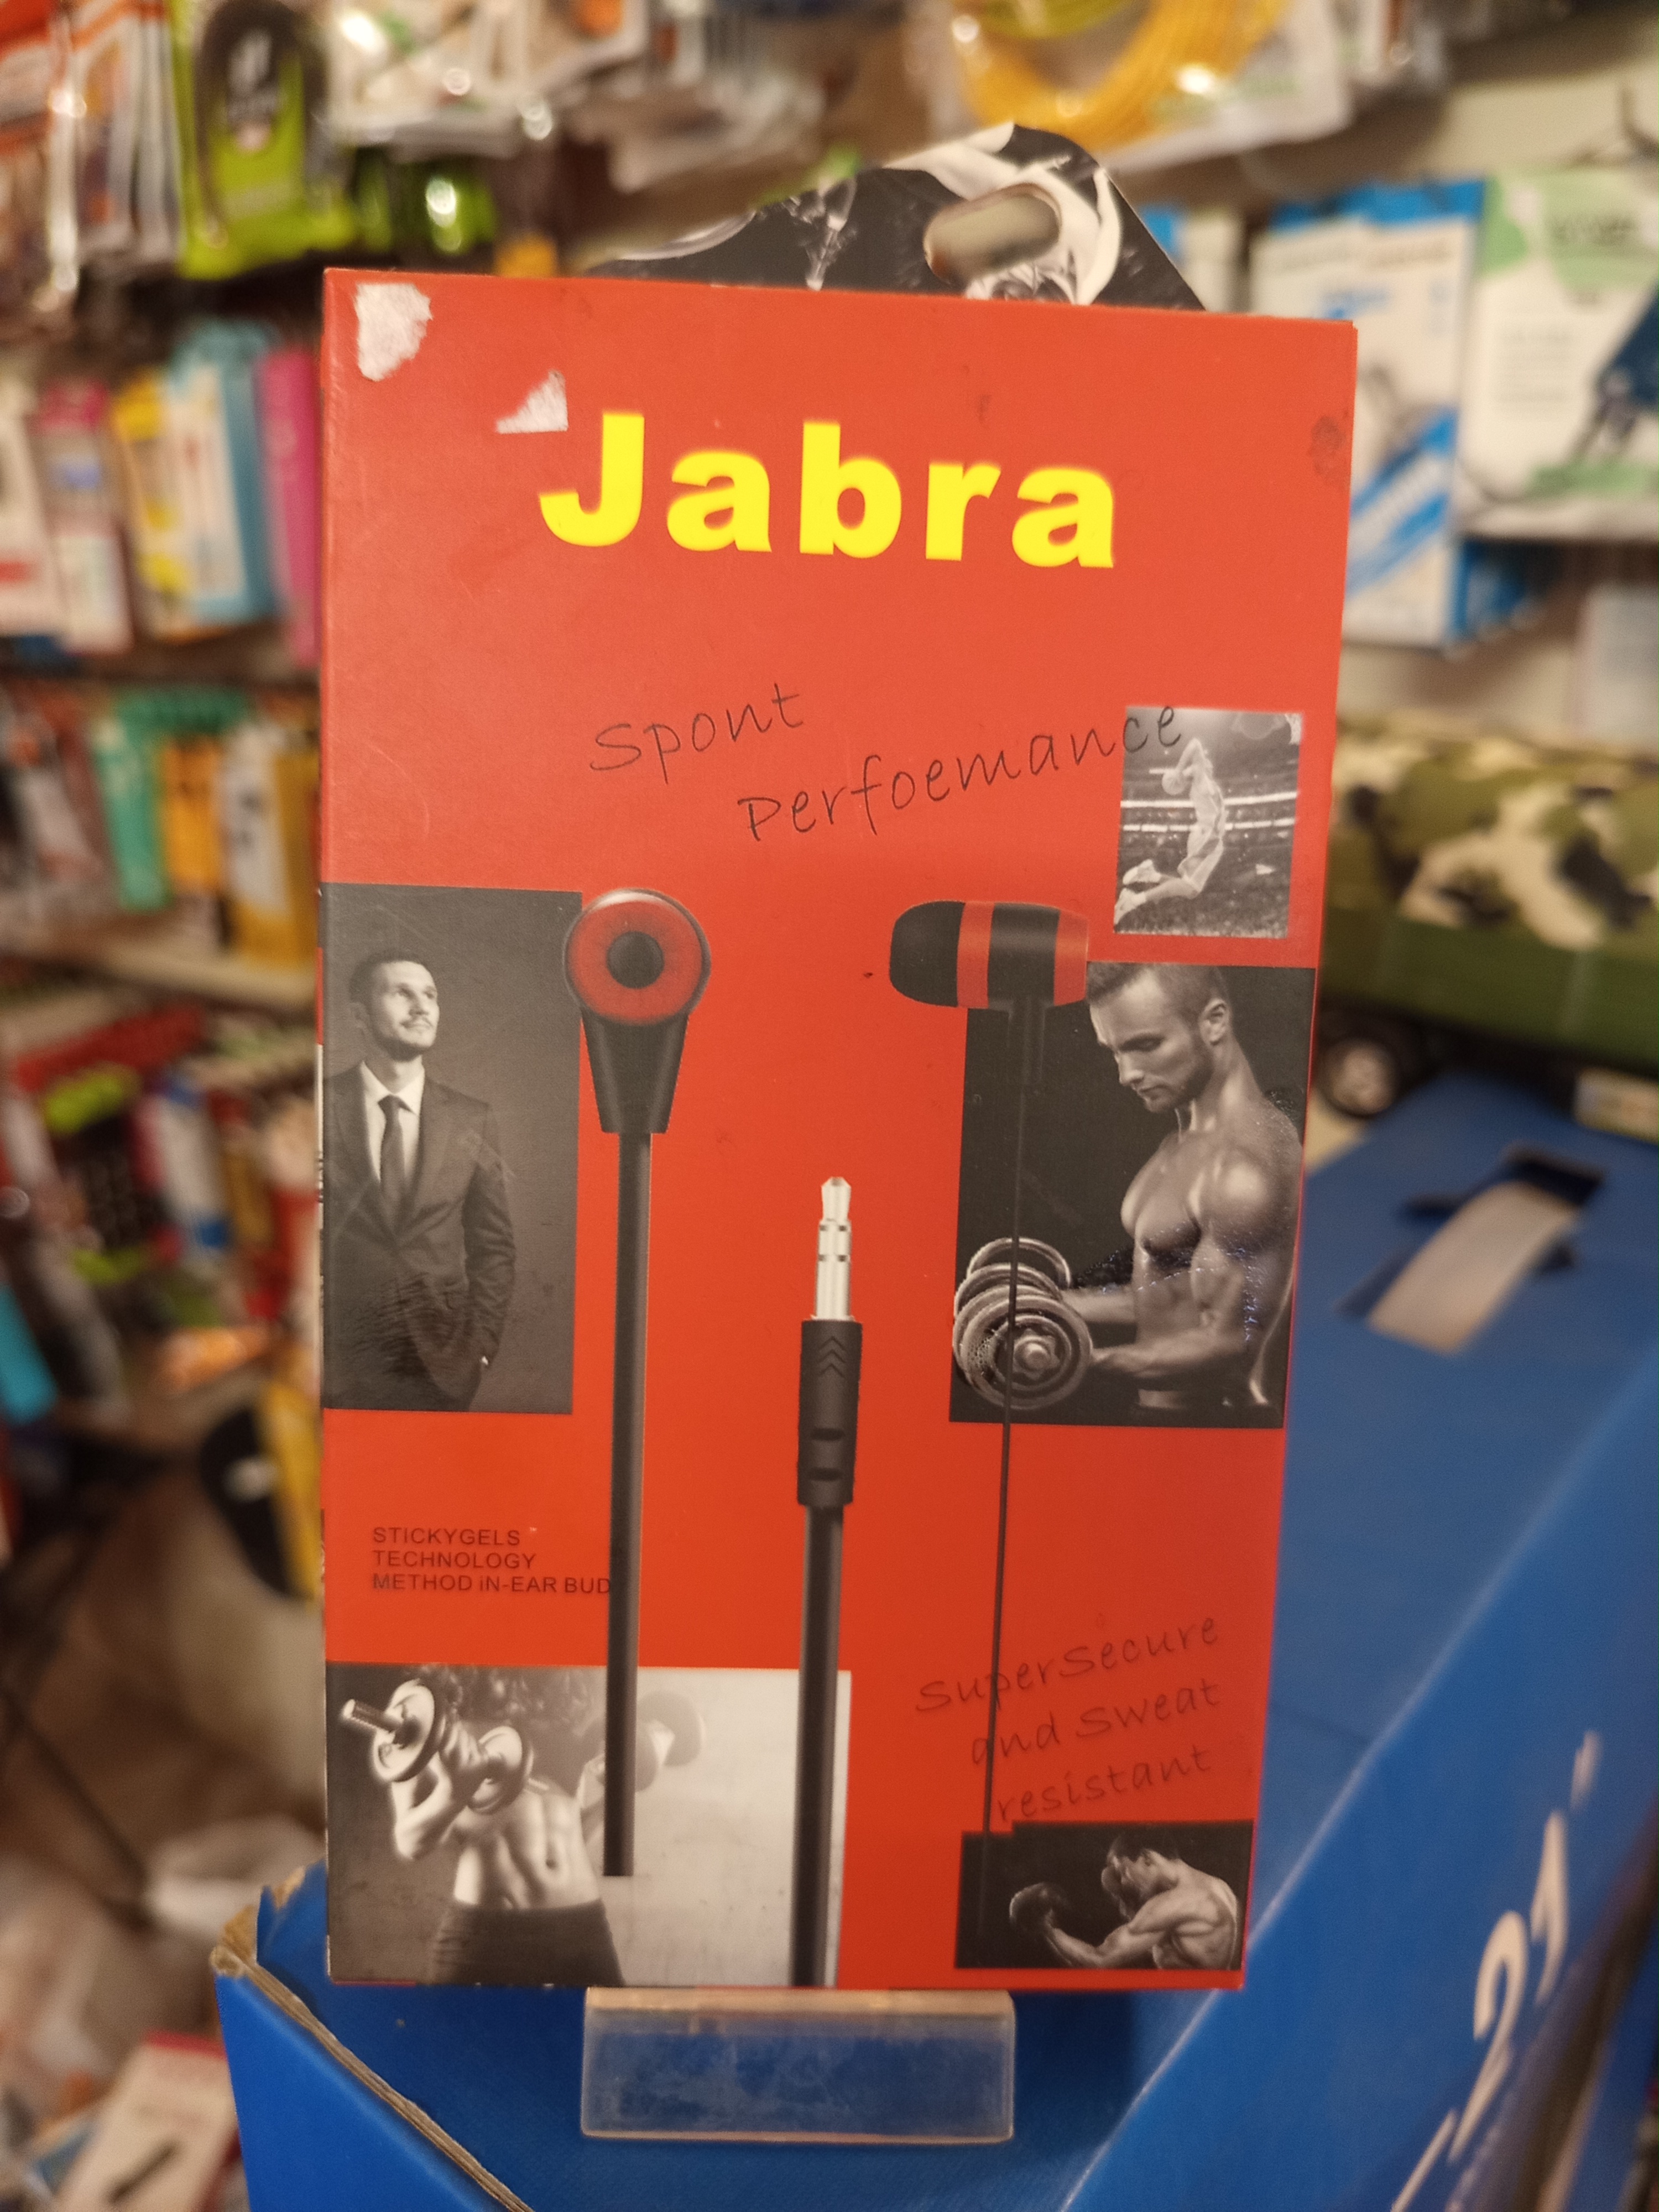 Jabra
Spont
Perfoemance
STICKYGELS
TECHNOLOGY
METHOD iN-EAR BUD
SuperSecure
and Sweat
resistant